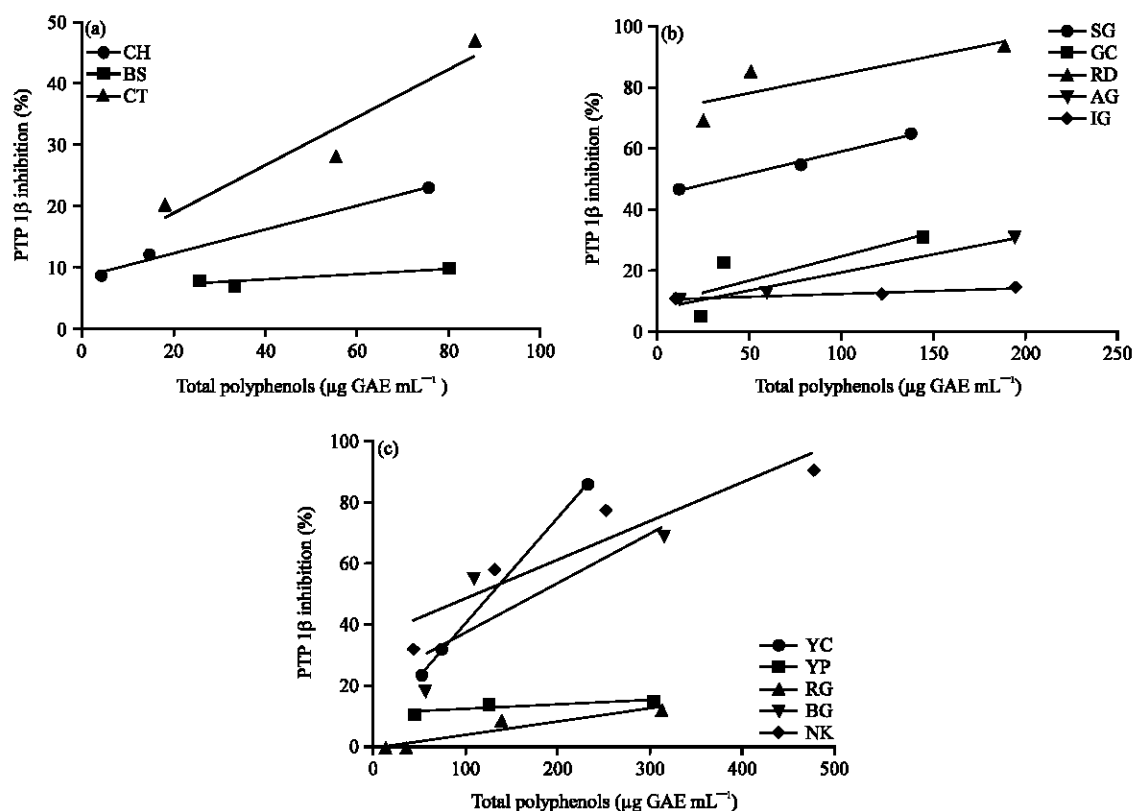 (a)
50
40
30
20
10
0
CH
BS
CT
PTP 1β inhibition (%)
0 20 40 60 80 100
Total polyphenols (µg GAE mL⁻¹)
(b)
100
80
60
40
20
0
SG
GC
RD
AG
IG
PTP 1β inhibition (%)
0 50 100 150 200 250
Total polyphenols (µg GAE mL⁻¹)
(c)
100
80
60
40
20
0
YC
YP
RG
BG
NK
PTP 1β inhibition (%)
0 100 200 300 400 500
Total polyphenols (µg GAE mL⁻¹)